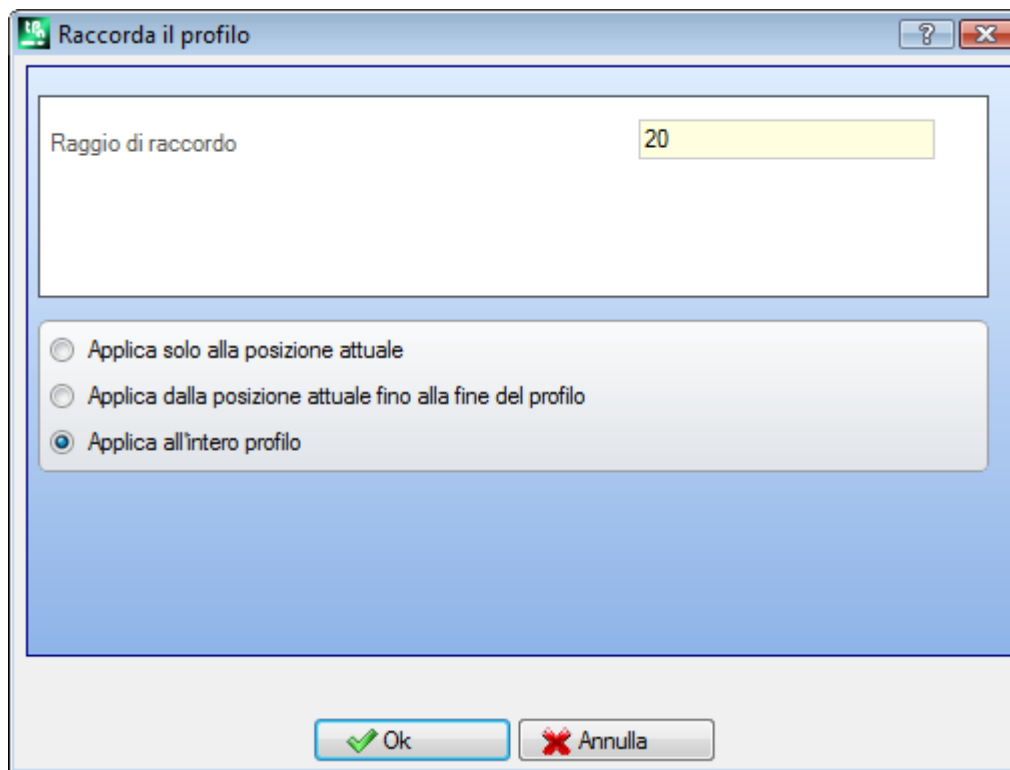 Raccorda il profilo
Raggio di raccordo 20
Applica solo alla posizione attuale
Applica dalla posizione attuale fino alla fine del profilo
Applica all'intero profilo
Ok Annulla